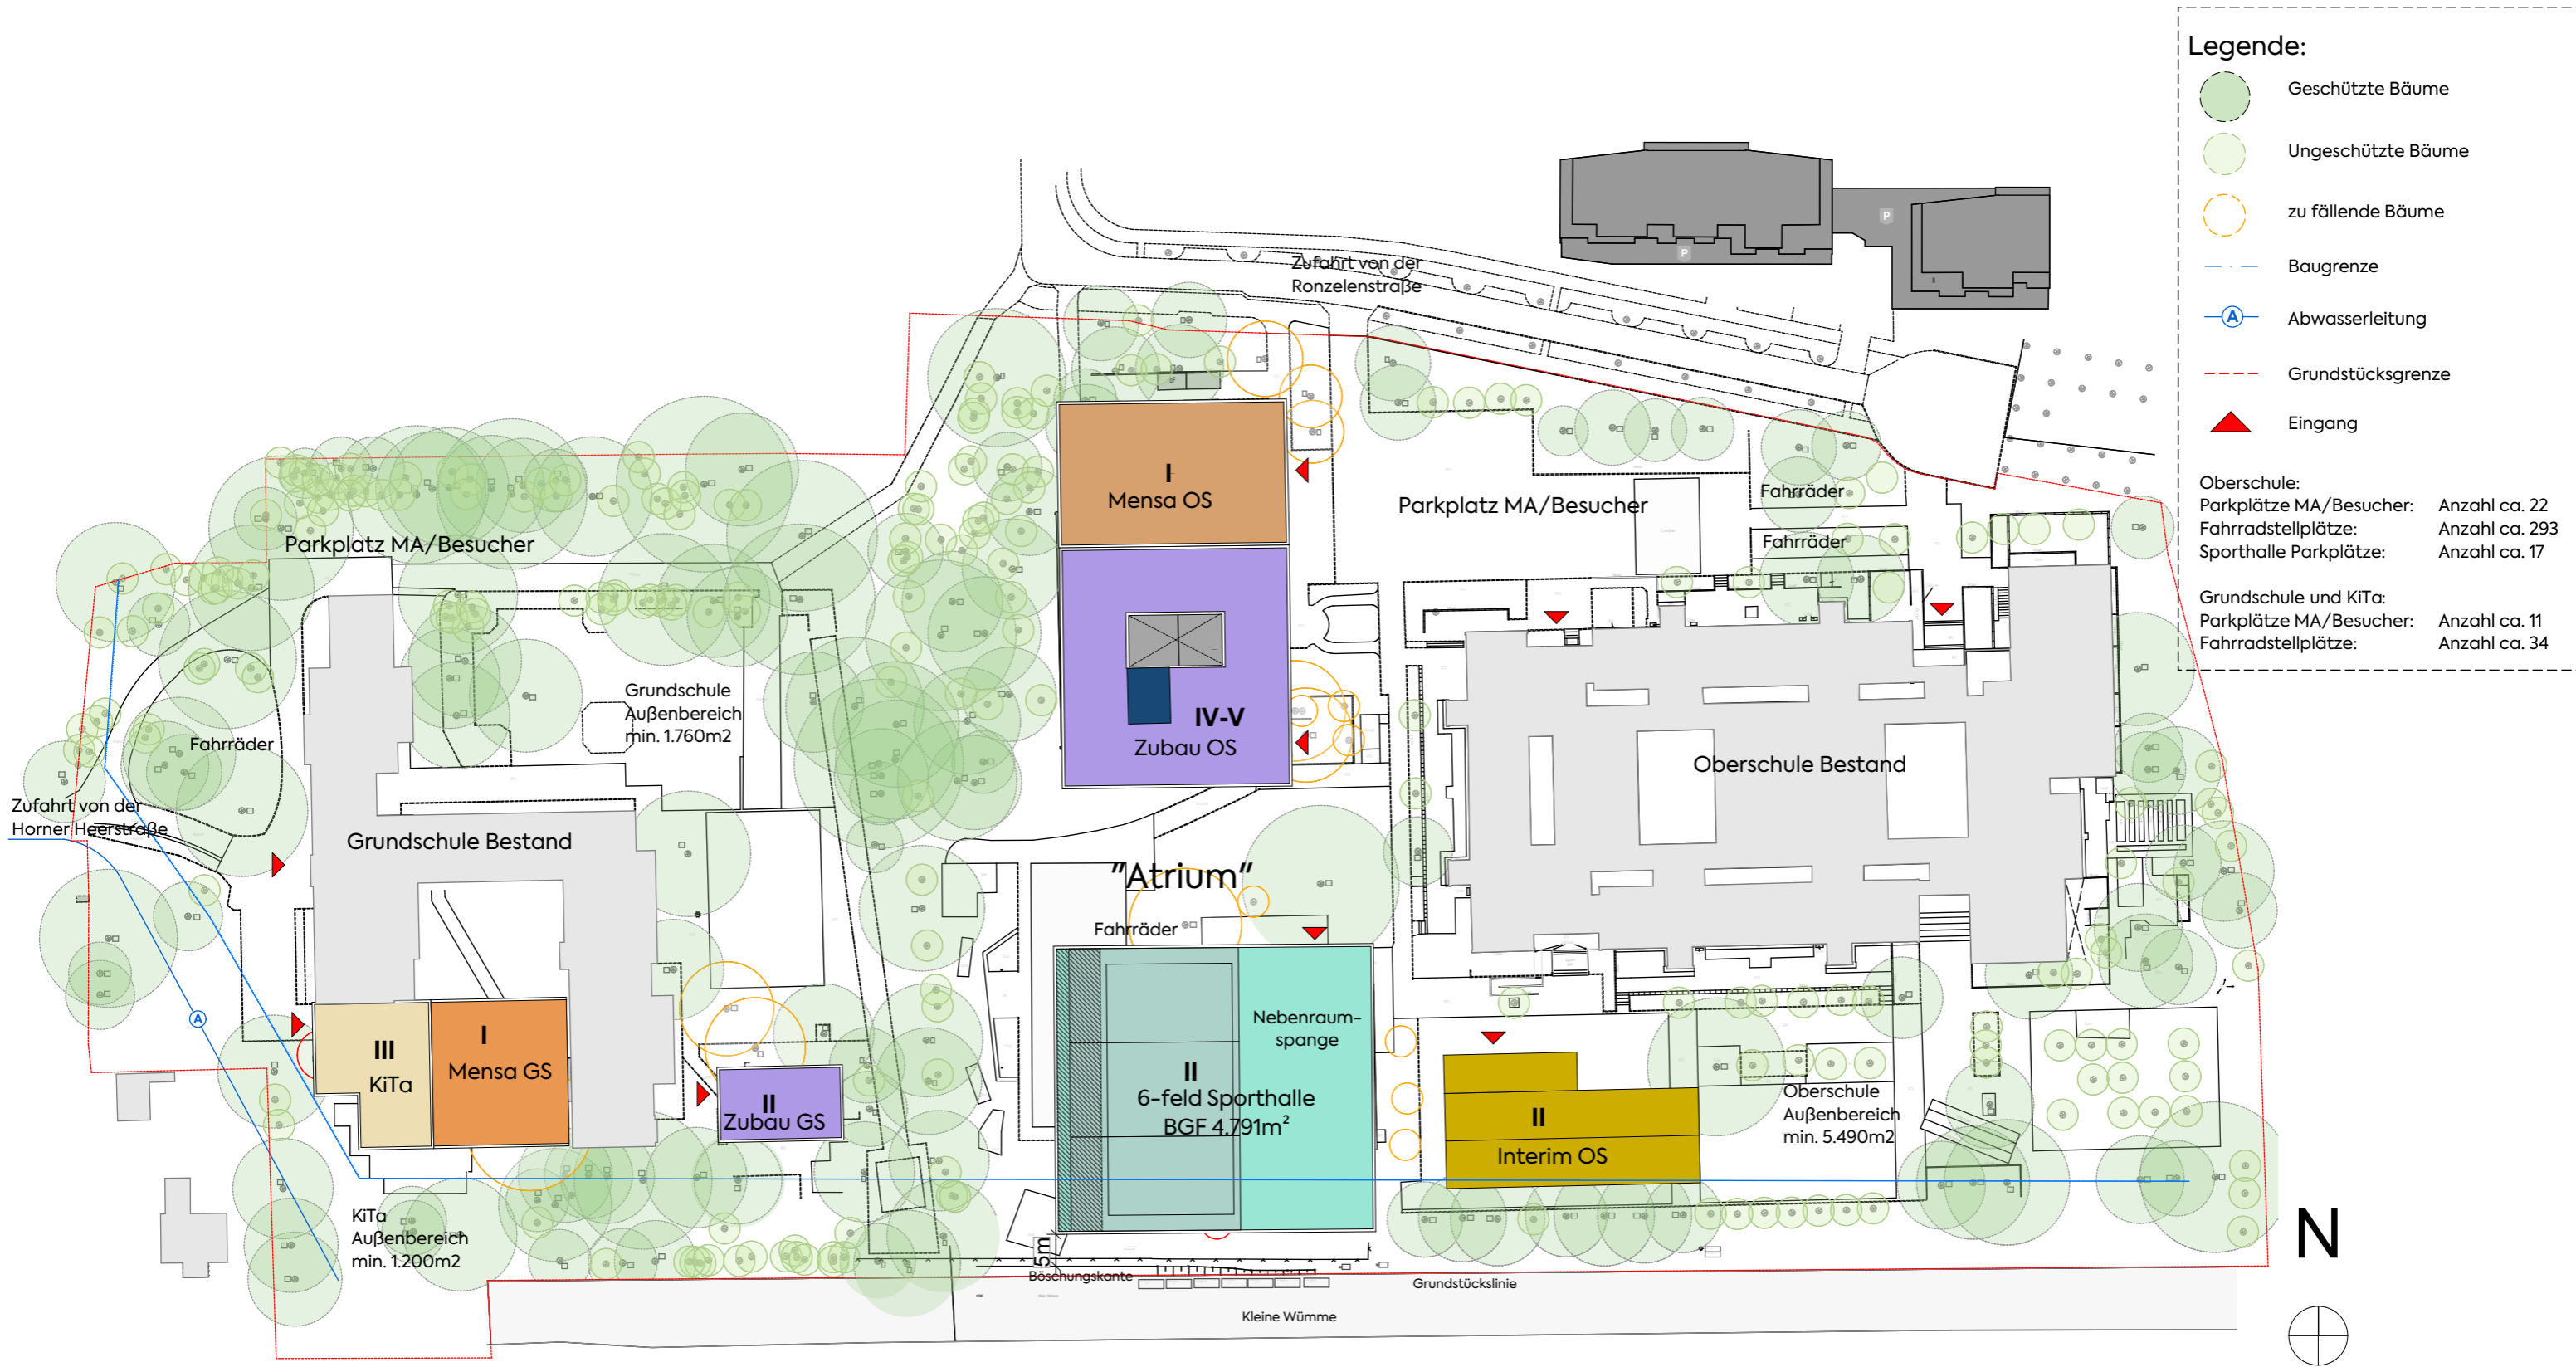 Legende:
Geschützte Bäume
Ungeschützte Bäume
zu fällende Bäume
Baugrenze
A
Abwasserleitung
Grundstücksgrenze
Eingang
Oberschule:
Parkplätze MA/Besucher: Anzahl ca. 22
Fahrradstellplätze: Anzahl ca. 293
Sporthalle Parkplätze: Anzahl ca. 17
Grundschule und KiTa:
Parkplätze MA/Besucher: Anzahl ca. 11
Fahrradstellplätze: Anzahl ca. 34
P
P
Zufahrt von der
Ronzelenstraße
I
Mensa OS
Parkplatz MA/Besucher
Fahrräder
Fahrräder
Parkplatz MA/Besucher
Grundschule
Außenbereich
min. 1.760m2
IV-V
Zubau OS
Fahrräder
Oberschule Bestand
Zufahrt von der
Horner Heerstraße
Grundschule Bestand
"Atrium"
Fahrräder
A
III
KiTa
I
Mensa GS
II
Zubau GS
Nebenraum-
spange
II
6-feld Sporthalle
BGF 4.791m²
II
Interim OS
Oberschule
Außenbereich
min. 5.490m2
KiTa
Außenbereich
min. 1.200m2
5m
Böschungskante
Grundstückslinie
Kleine Wümme
N